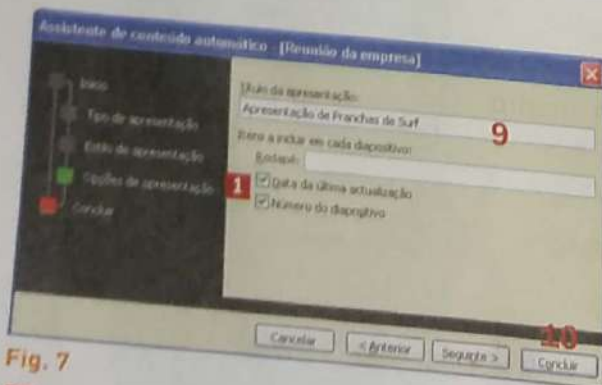 Assistente de conteúdo automático - [Reunião da empresa]
Início
Tipo de apresentação
Estilo de apresentação
Opções de apresentação
Concluir
Título da apresentação:
Apresentação de Pranchas de Surf
9
Itens a incluir em cada diapositivo:
Rodapé:
1
Data da última actualização
Número do diapositivo
10
Cancelar
< Anterior
Seguinte >
Concluir
Fig. 7